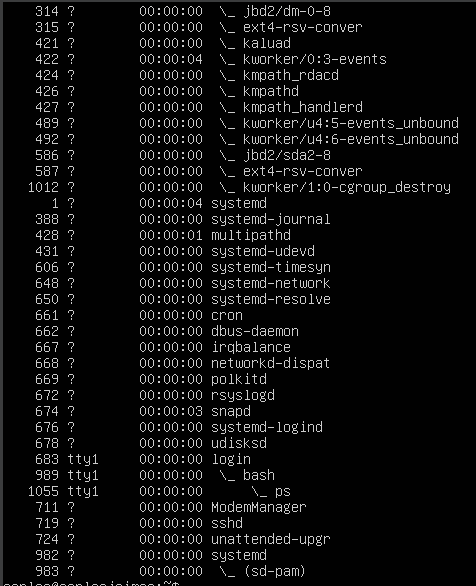 314 ?        00:00:00  \_ jbd2/dm-0-8
315 ?        00:00:00  \_ ext4-rsv-conver
421 ?        00:00:00  \_ kaluad
422 ?        00:00:04  \_ kworker/0:3-events
424 ?        00:00:00  \_ kmpath_rdacd
426 ?        00:00:00  \_ kmpathd
427 ?        00:00:00  \_ kmpath_handlerd
489 ?        00:00:00  \_ kworker/u4:5-events_unbound
492 ?        00:00:00  \_ kworker/u4:6-events_unbound
586 ?        00:00:00  \_ jbd2/sda2-8
587 ?        00:00:00  \_ ext4-rsv-conver
1012 ?        00:00:00  \_ kworker/1:0-cgroup_destroy
1 ?        00:00:04 systemd
388 ?        00:00:00 systemd-journal
428 ?        00:00:01 multipathd
431 ?        00:00:00 systemd-udevd
606 ?        00:00:00 systemd-timesyn
648 ?        00:00:00 systemd-network
650 ?        00:00:00 systemd-resolve
661 ?        00:00:00 cron
662 ?        00:00:00 dbus-daemon
667 ?        00:00:00 irqbalance
668 ?        00:00:00 networkd-dispat
669 ?        00:00:00 polkitd
672 ?        00:00:00 rsyslogd
674 ?        00:00:03 snapd
676 ?        00:00:00 systemd-logind
678 ?        00:00:00 udisksd
683 tty1     00:00:00 login
989 tty1     00:00:00  \_ bash
1055 tty1     00:00:00      \_ ps
711 ?        00:00:00 ModemManager
719 ?        00:00:00 sshd
724 ?        00:00:00 unattended-upgr
982 ?        00:00:00 systemd
983 ?        00:00:00  \_ (sd-pam)